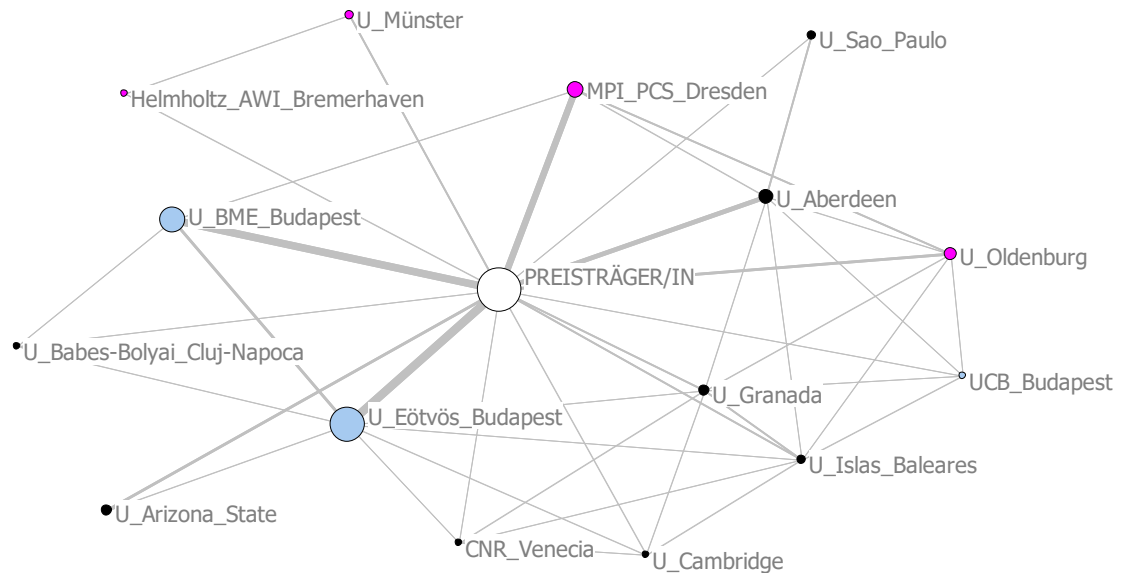 U_Münster
U_Sao_Paulo
Helmholtz_AWI_Bremerhaven
MPI_PCS_Dresden
U_Aberdeen
U_BME_Budapest
U_Oldenburg
PREISTRÄGER/IN
U_Babes-Bolyai_Cluj-Napoca
UCB_Budapest
U_Granada
U_Eötvös_Budapest
U_Islas_Baleares
U_Arizona_State
CNR_Venecia
U_Cambridge